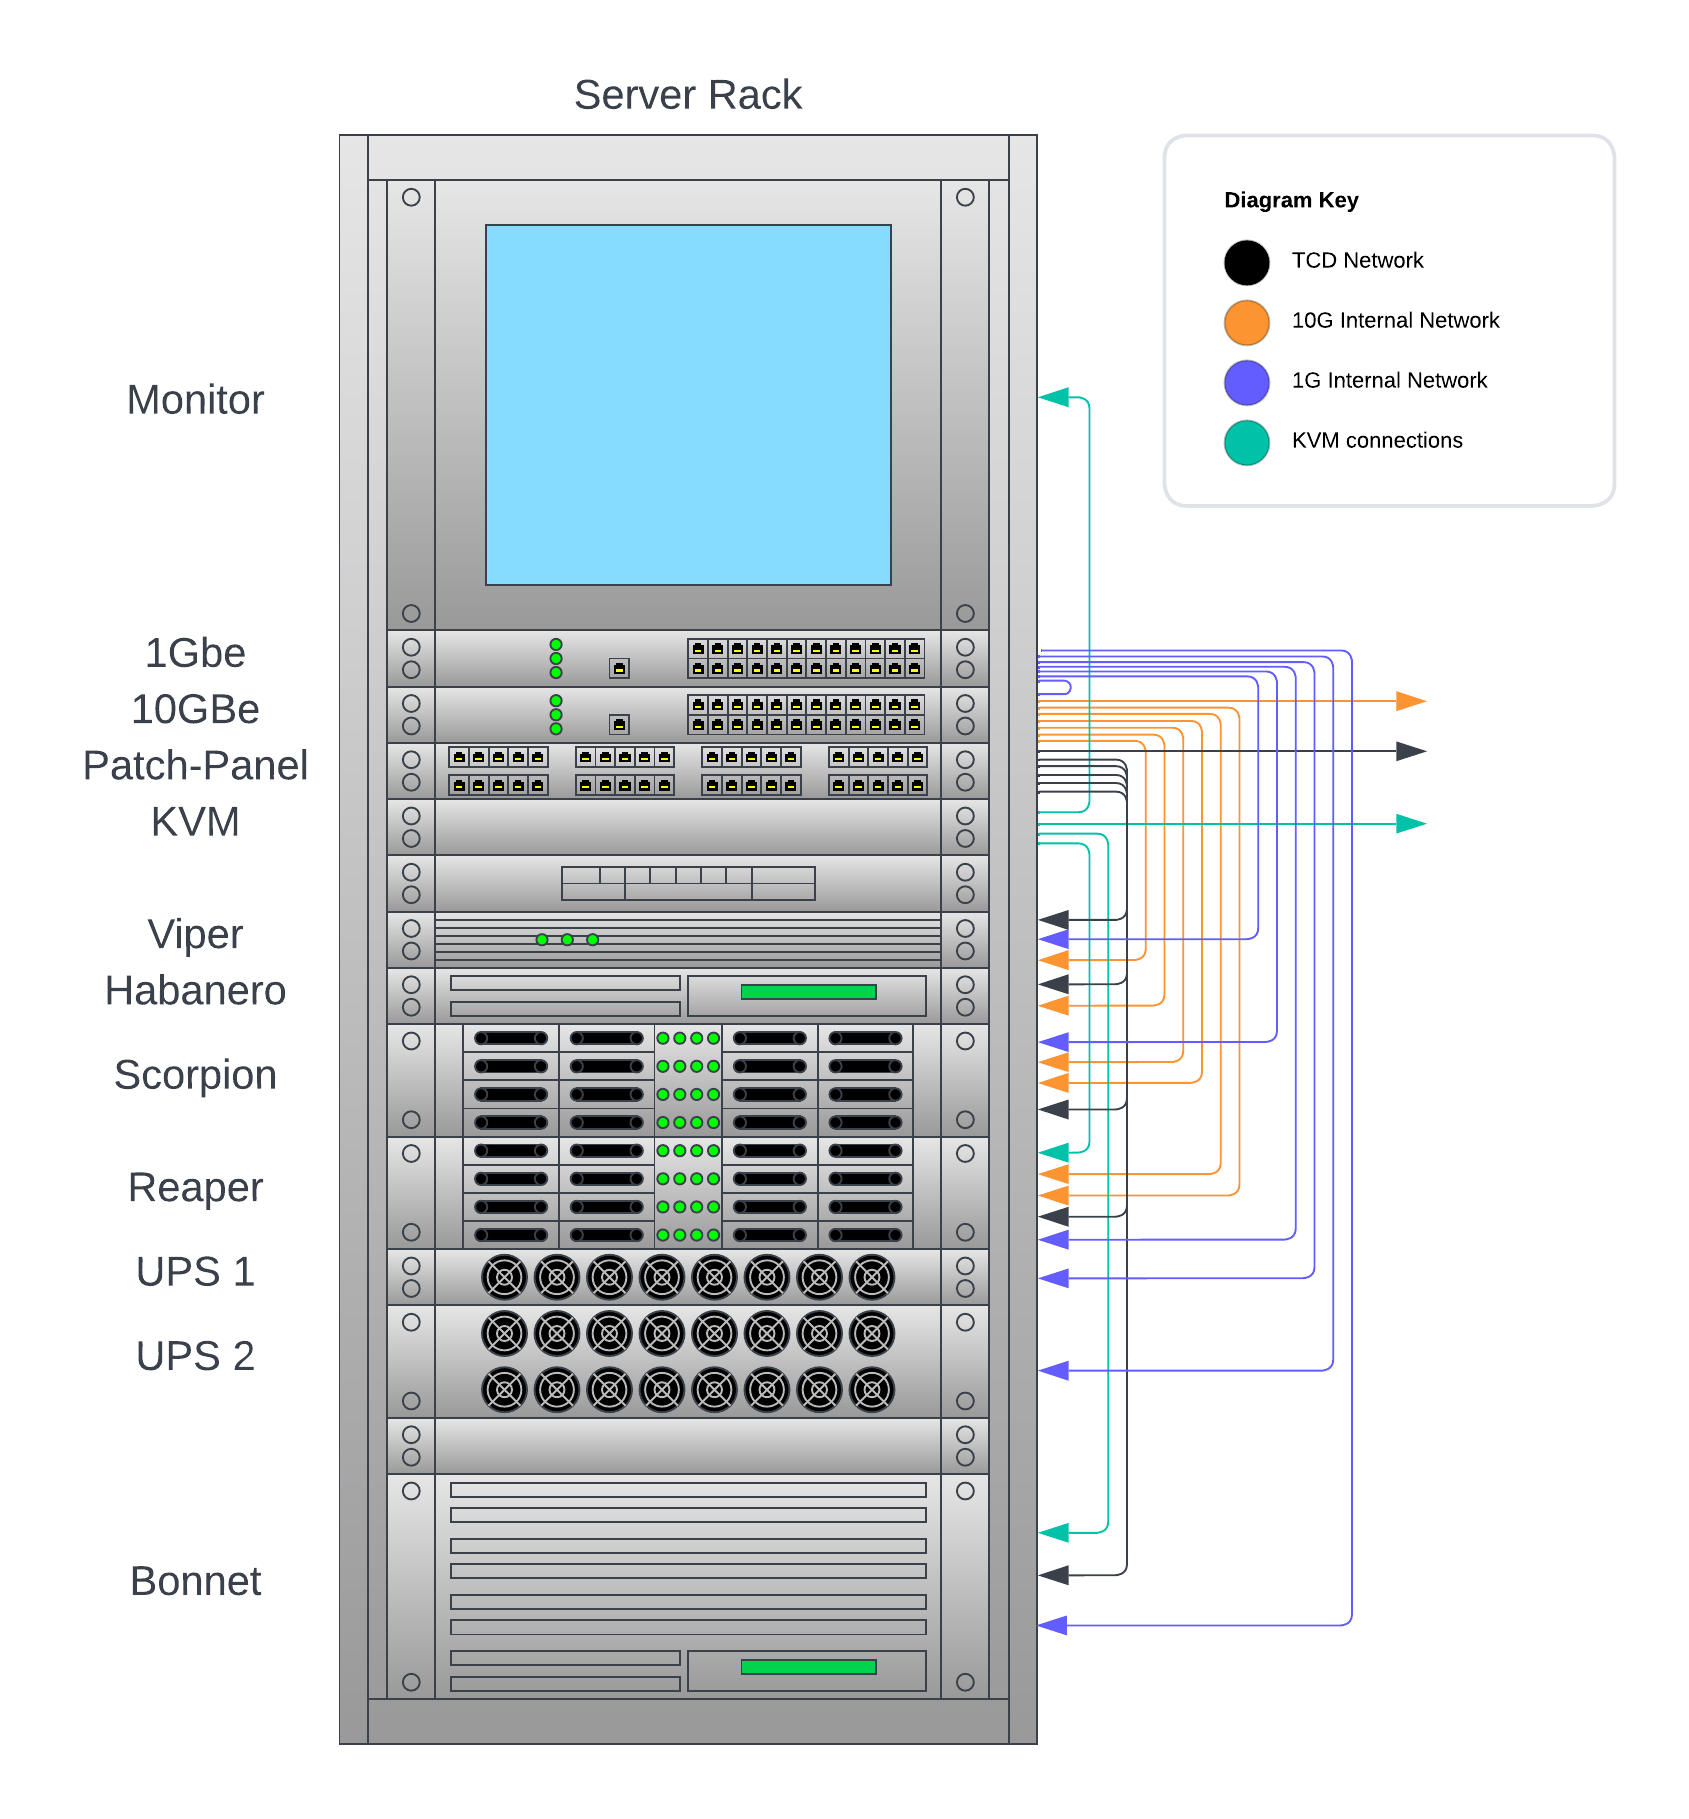 Server Rack
Diagram Key
TCD Network
10G Internal Network
1G Internal Network
KVM connections
Monitor
1Gbe
10GBe
Patch-Panel
KVM
Viper
Habanero
Scorpion
Reaper
UPS 1
UPS 2
Bonnet